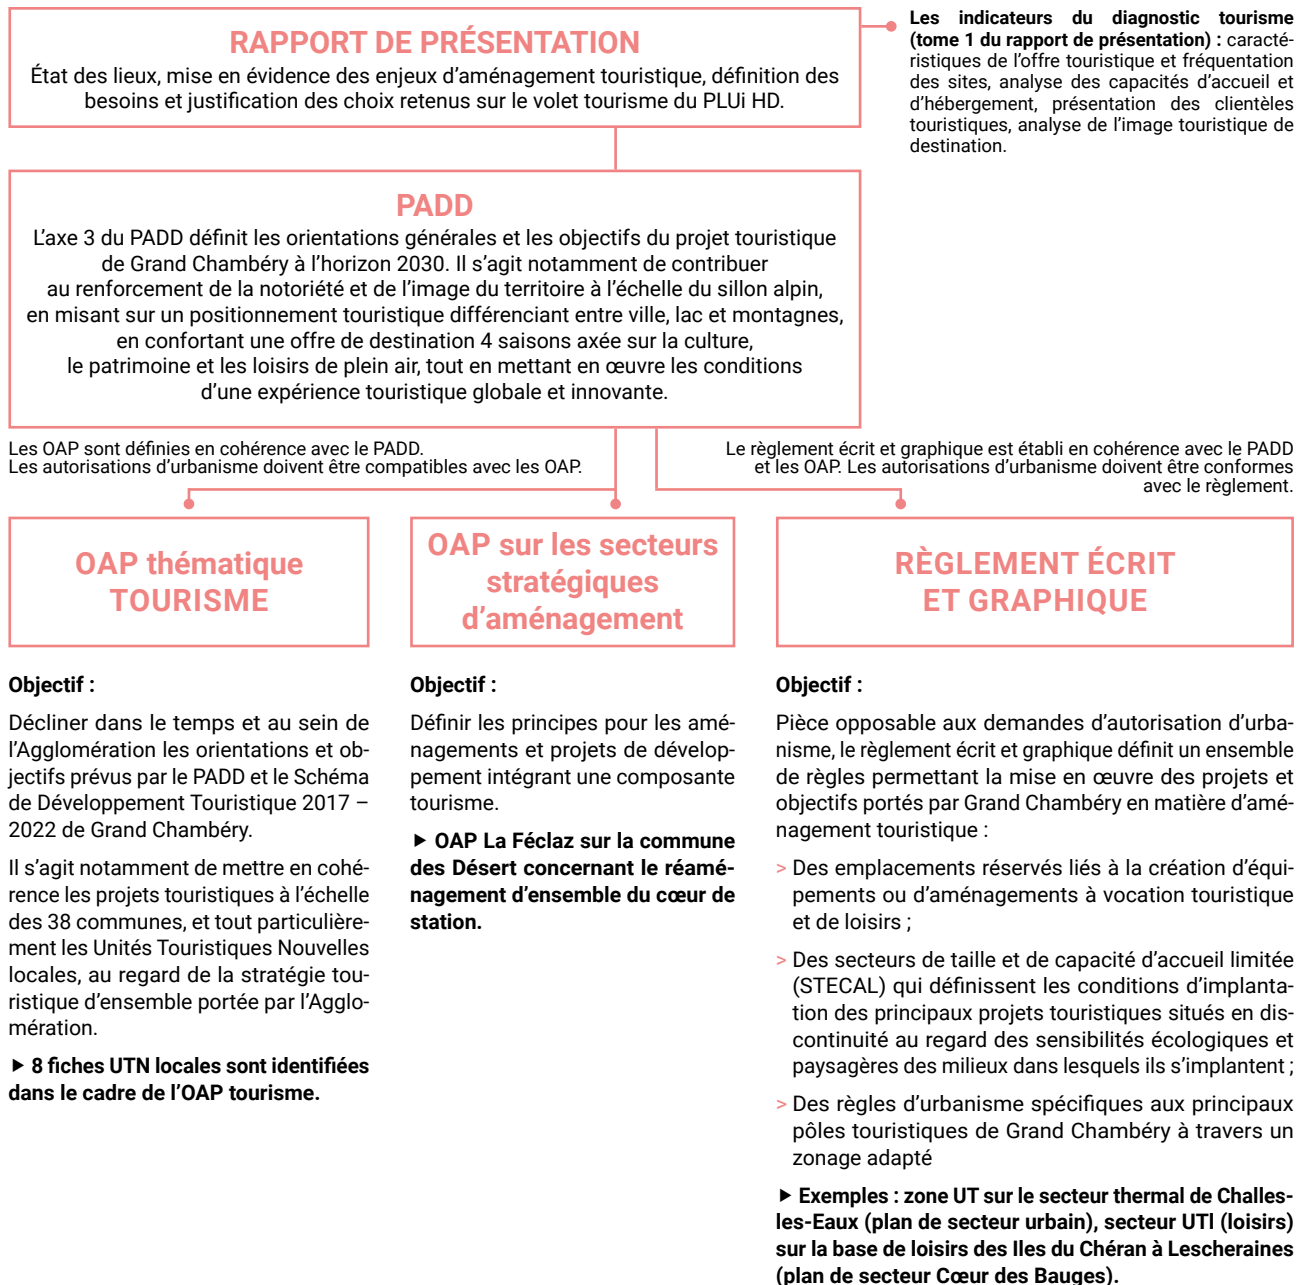 RAPPORT DE PRÉSENTATION
État des lieux, mise en évidence des enjeux d'aménagement touristique, définition des
besoins et justification des choix retenus sur le volet tourisme du PLUi HD.
Les indicateurs du diagnostic tourisme
(tome 1 du rapport de présentation) : caracté-
ristiques de l'offre touristique et fréquentation
des sites, analyse des capacités d'accueil et
d'hébergement, présentation des clientèles
touristiques, analyse de l'image touristique de
destination.
PADD
L'axe 3 du PADD définit les orientations générales et les objectifs du projet touristique
de Grand Chambéry à l'horizon 2030. Il s'agit notamment de contribuer
au renforcement de la notoriété et de l'image du territoire à l'échelle du sillon alpin,
en misant sur un positionnement touristique différenciant entre ville, lac et montagnes,
en confortant une offre de destination 4 saisons axée sur la culture,
le patrimoine et les loisirs de plein air, tout en mettant en œuvre les conditions
d'une expérience touristique globale et innovante.
Les OAP sont définies en cohérence avec le PADD.
Les autorisations d'urbanisme doivent être compatibles avec les OAP.
Le règlement écrit et graphique est établi en cohérence avec le PADD
et les OAP. Les autorisations d'urbanisme doivent être conformes
avec le règlement.
OAP thématique
TOURISME
Objectif :
Décliner dans le temps et au sein de
l'Agglomération les orientations et ob-
jectifs prévus par le PADD et le Schéma
de Développement Touristique 2017 –
2022 de Grand Chambéry.
Il s'agit notamment de mettre en cohé-
rence les projets touristiques à l'échelle
des 38 communes, et tout particulière-
ment les Unités Touristiques Nouvelles
locales, au regard de la stratégie tou-
ristique d'ensemble portée par l'Agglo-
mération.
▶ 8 fiches UTN locales sont identifiées
dans le cadre de l'OAP tourisme.
OAP sur les secteurs
stratégiques
d'aménagement
Objectif :
Définir les principes pour les amé-
nagements et projets de dévelop-
pement intégrant une composante
tourisme.
▶ OAP La Féclaz sur la commune
des Désert concernant le réamé-
nagement d'ensemble du cœur de
station.
RÈGLEMENT ÉCRIT
ET GRAPHIQUE
Objectif :
Pièce opposable aux demandes d'autorisation d'urba-
nisme, le règlement écrit et graphique définit un ensemble
de règles permettant la mise en œuvre des projets et
objectifs portés par Grand Chambéry en matière d'amé-
nagement touristique :
> Des emplacements réservés liés à la création d'équi-
pements ou d'aménagements à vocation touristique
et de loisirs ;
> Des secteurs de taille et de capacité d'accueil limitée
(STECAL) qui définissent les conditions d'implanta-
tion des principaux projets touristiques situés en dis-
continuité au regard des sensibilités écologiques et
paysagères des milieux dans lesquels ils s'implantent ;
> Des règles d'urbanisme spécifiques aux principaux
pôles touristiques de Grand Chambéry à travers un
zonage adapté
▶ Exemples : zone UT sur le secteur thermal de Challes-
les-Eaux (plan de secteur urbain), secteur UTl (loisirs)
sur la base de loisirs des Iles du Chéran à Lescheraines
(plan de secteur Cœur des Bauges).